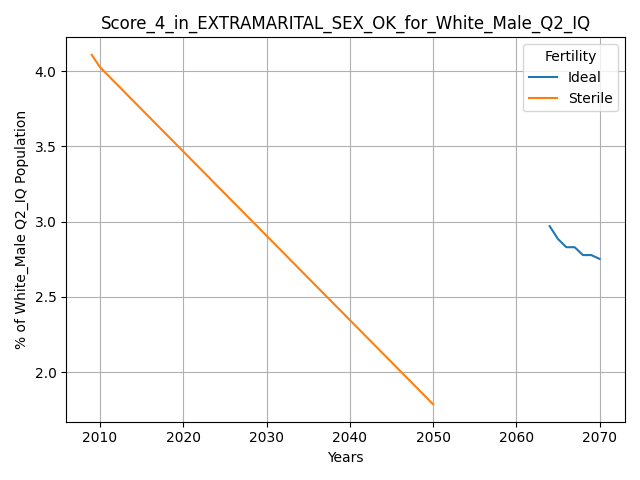 Score_4_in_EXTRAMARITAL_SEX_OK_for_White_Male_Q2_IQ
Fertility
Ideal
Sterile
% of White_Male Q2_IQ Population
4.0
3.5
3.0
2.5
2.0
2010 2020 2030 2040 2050 2060 2070
Years